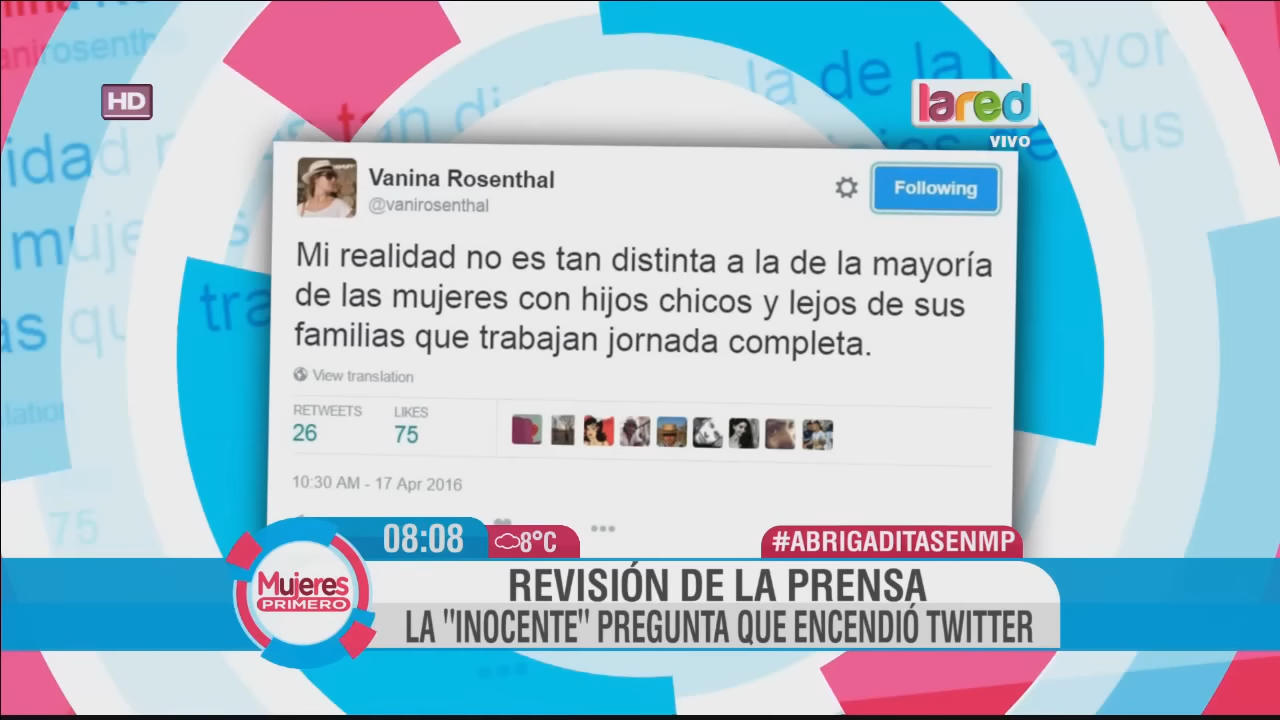 HD
lared
VIVO
Vanina Rosenthal
@vanirosenthal
Following
Mi realidad no es tan distinta a la de la mayoría
de las mujeres con hijos chicos y lejos de sus
familias que trabajan jornada completa.
View translation
RETWEETS
LIKES
26
75
10:30 AM - 17 Apr 2016
08:08
8°C
#ABRIGADITASENMP
Mujeres
PRIMERO
REVISIÓN DE LA PRENSA
LA "INOCENTE" PREGUNTA QUE ENCENDIÓ TWITTER